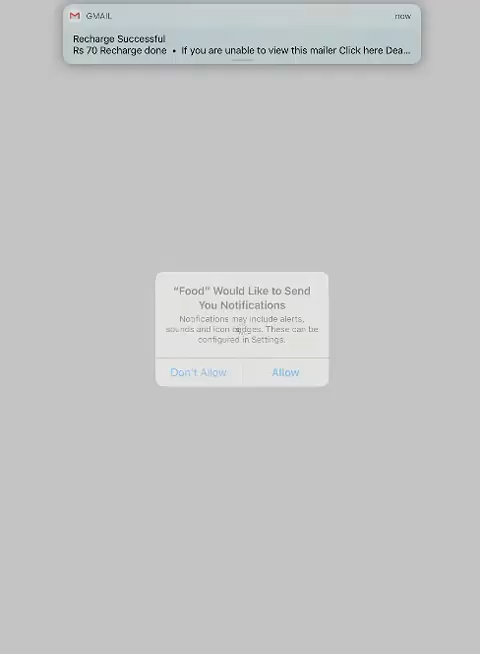 GMAIL
now
Recharge Successful
Rs 70 Recharge done • If you are unable to view this mailer Click here Dea...
“Food” Would Like to Send
You Notifications
Notifications may include alerts,
sounds and icon badges. These can be
configured in Settings.
Don't Allow
Allow